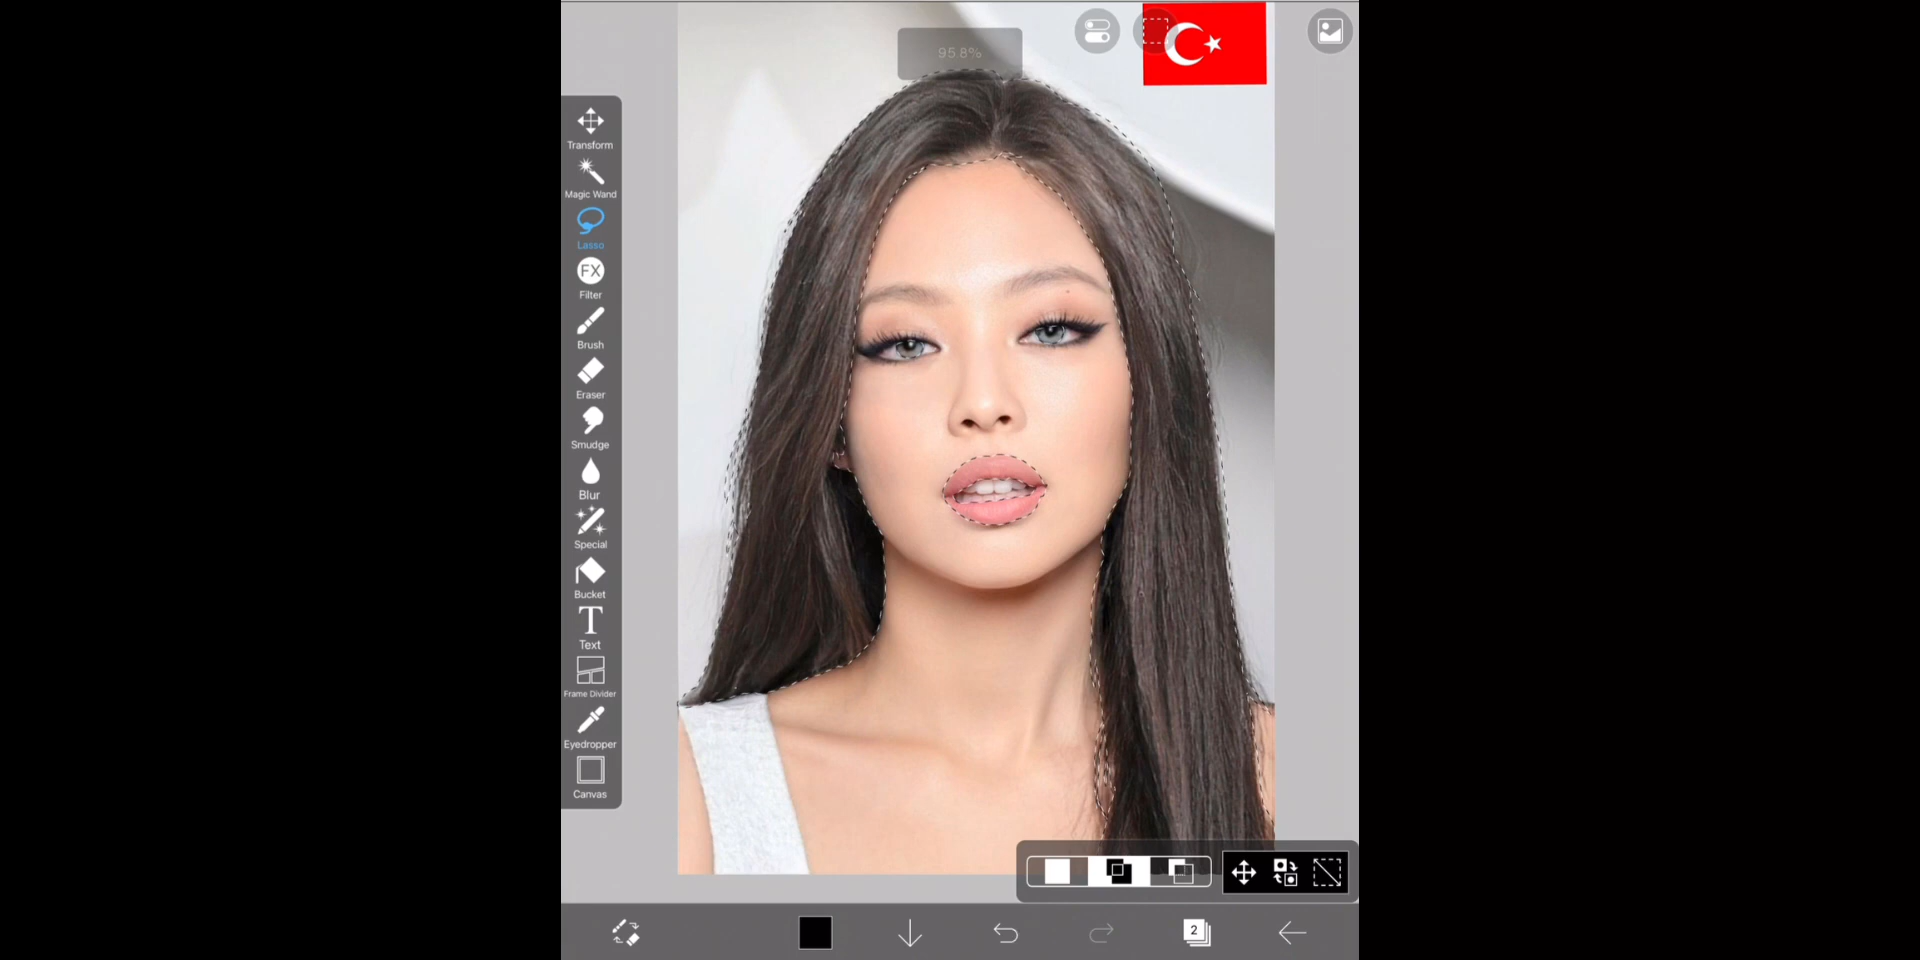 95.8%
Transform
Magic Wand
Lasso
FX
Filter
Brush
Eraser
Smudge
Blur
Special
Bucket
T
Text
Frame Divider
Eyedropper
Canvas
2